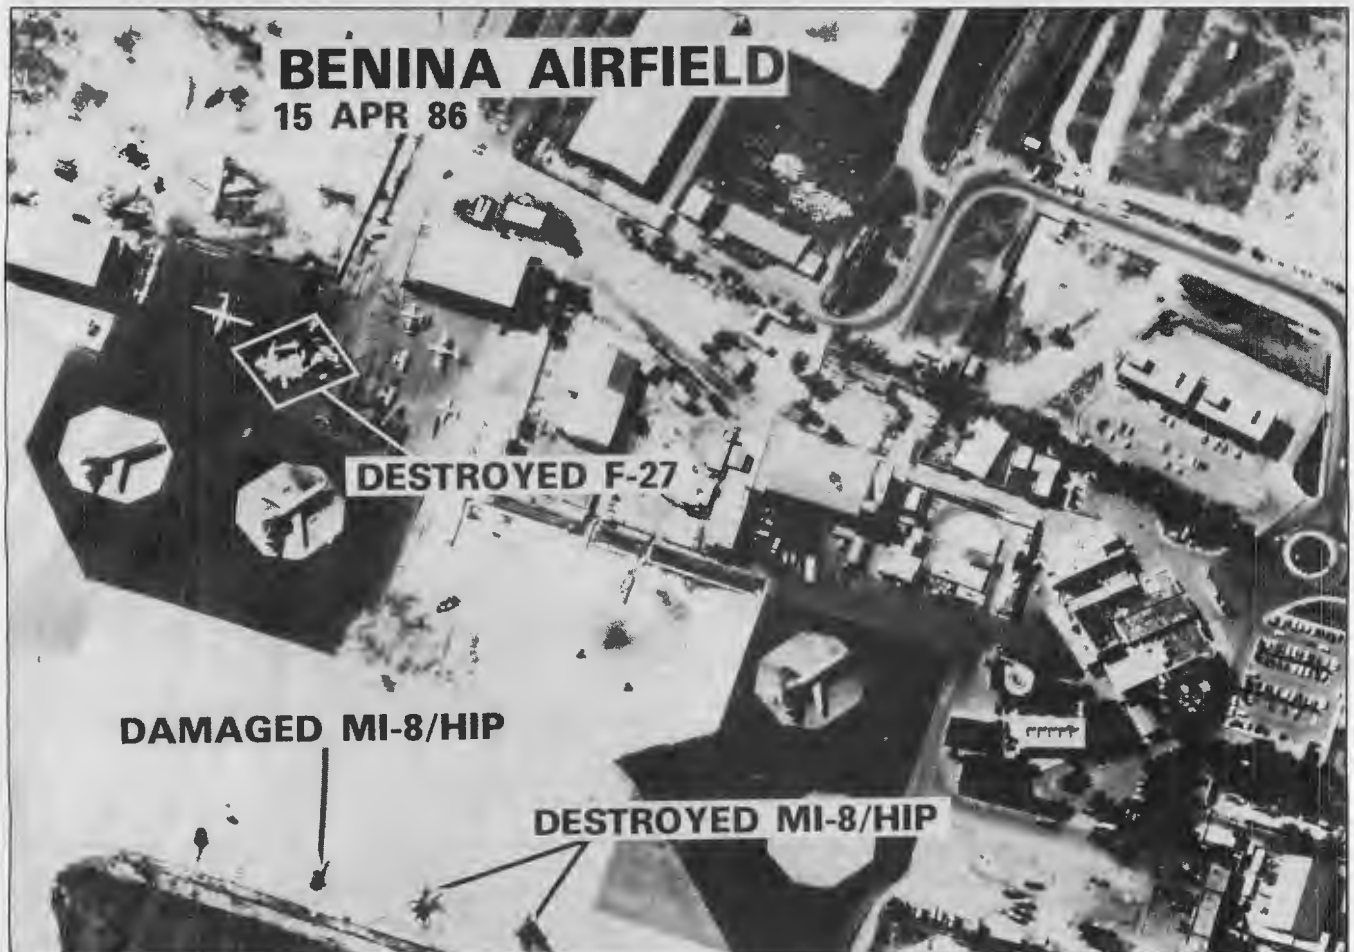 BENINA AIRFIELD
15 APR 86
DESTROYED F-27
DAMAGED MI-8/HIP
DESTROYED MI-8/HIP